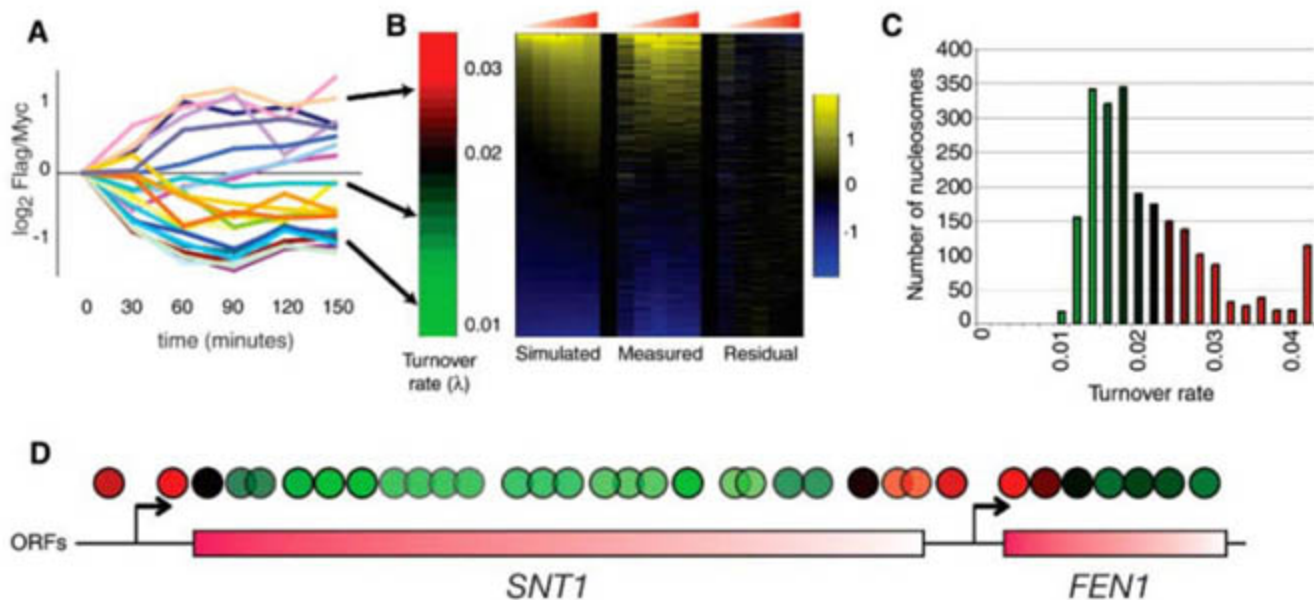 A
log2 Flag/Myc
1
0
-1
0 30 60 90 120 150
time (minutes)
B
0.03
0.02
0.01
Turnover
rate (λ)
Simulated Measured Residual
1
0
-1
C
Number of nucleosomes
400
350
300
250
200
150
100
50
0
0 0.01 0.02 0.03 0.04
Turnover rate
D
ORFs
SNT1 FEN1